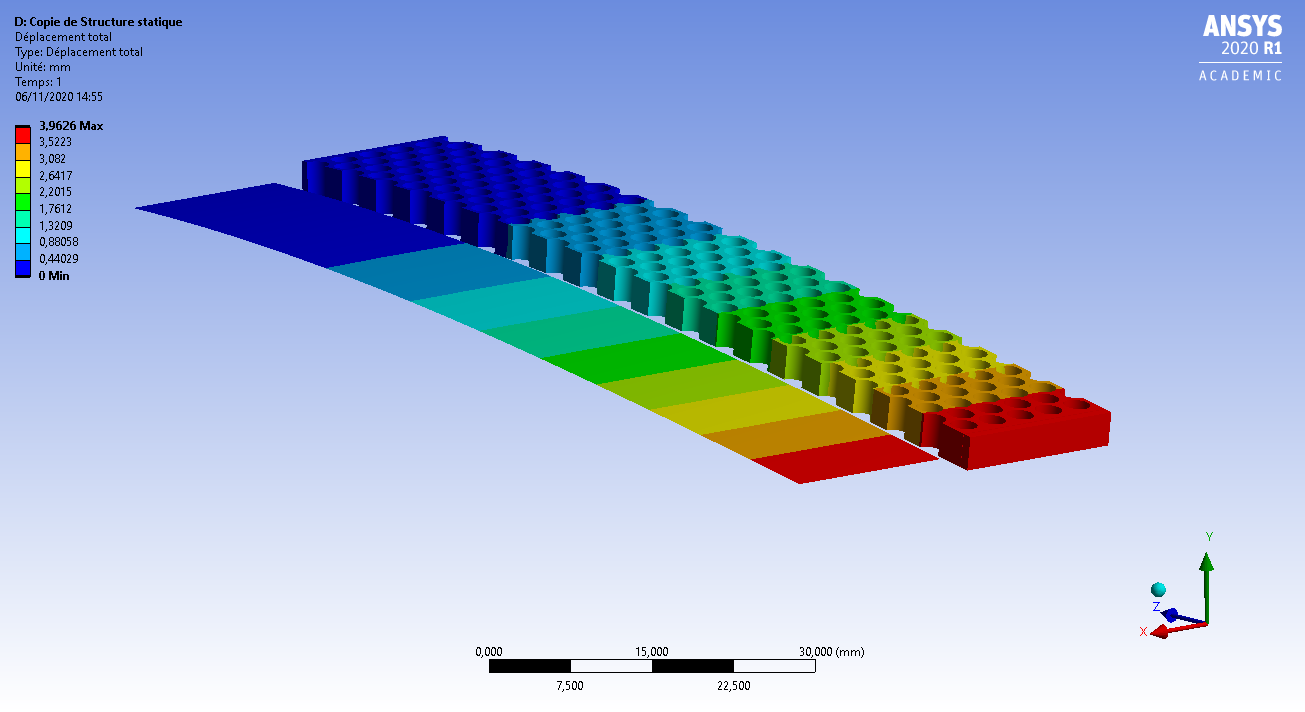 D: Copie de Structure statique
Déplacement total
Type: Déplacement total
Unité: mm
Temps: 1
06/11/2020 14:55
3,9626 Max
3,5223
3,082
2,6417
2,2015
1,7612
1,3209
0,88058
0,44029
0 Min
ANSYS
2020 R1
ACADEMIC
Y
Z
X
0,000 15,000 30,000 (mm)
7,500 22,500